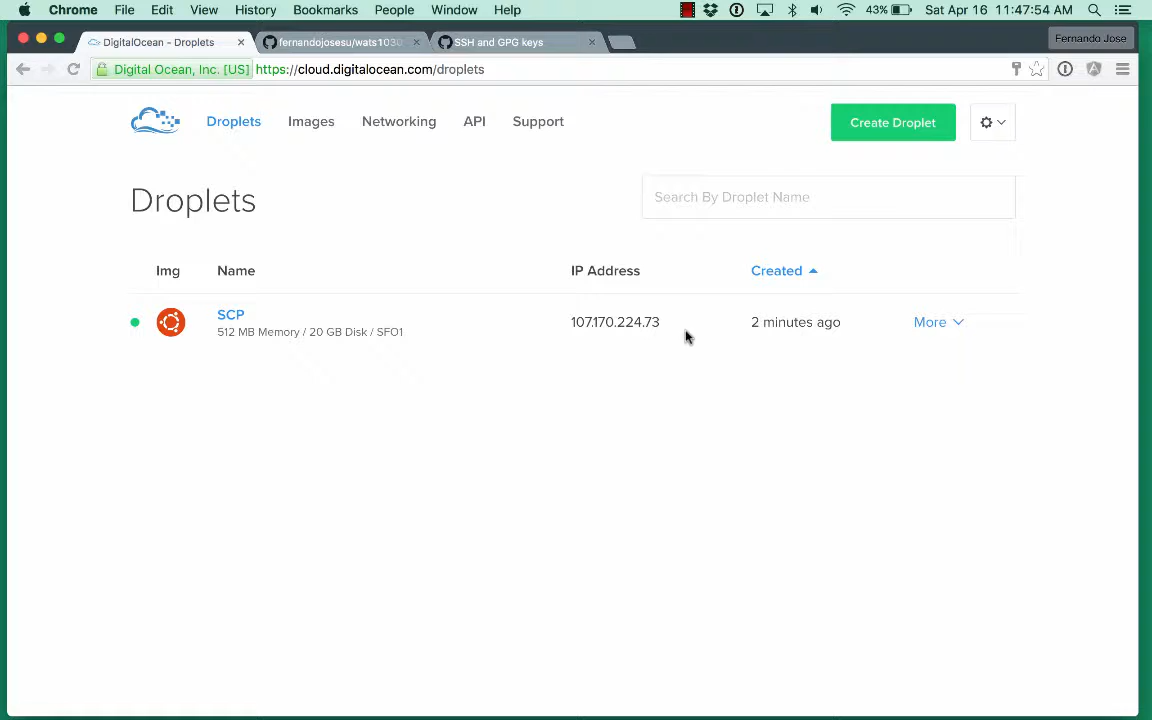 Chrome File Edit View History Bookmarks People Window Help 43% Sat Apr 16 11:47:54 AM
DigitalOcean - Droplets fernandojosesu/wats1030 SSH and GPG keys Fernando Jose
Digital Ocean, Inc. [US] https://cloud.digitalocean.com/droplets
Droplets Images Networking API Support Create Droplet
Droplets Search By Droplet Name
Img Name IP Address Created
SCP
512 MB Memory / 20 GB Disk / SFO1 107.170.224.73 2 minutes ago More